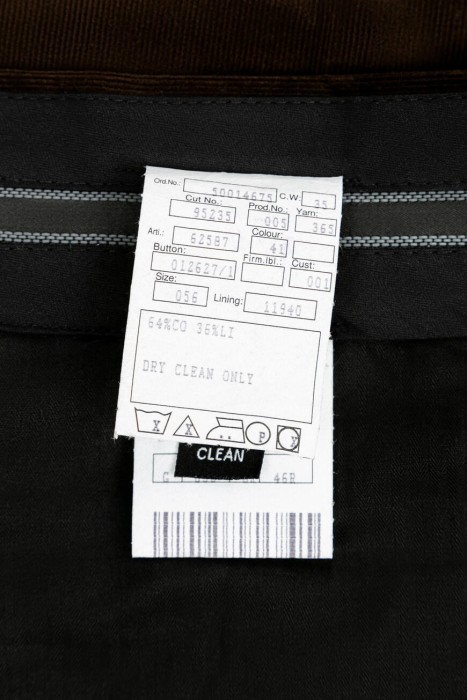 Ord.No.: 50014675 C.W. 35
Cut No.: 95235 Prod.No.: 005 Yarn: 365
Arti.: 62587 Colour: 41
Button: 012627/1 Firm.lbl.: Cust: 001
Size: 056 Lining: 11940
64%CO 36%LI
DRY CLEAN ONLY
X X P X
CLEAN
46R